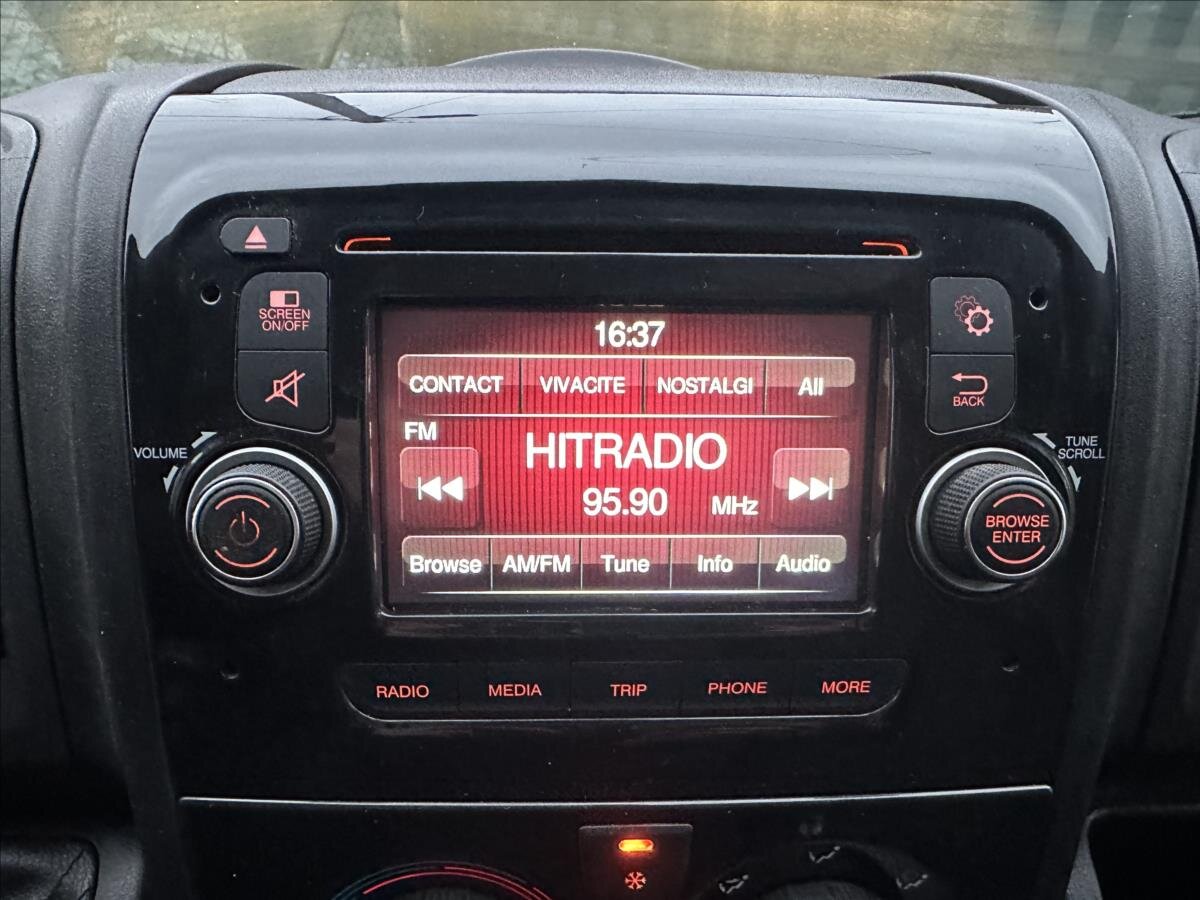 SCREEN
ON/OFF
16:37
CONTACT VIVACITE NOSTALGI All
BACK
VOLUME
FM
HITRADIO
95.90 MHz
TUNE
SCROLL
BROWSE
ENTER
Browse AM/FM Tune Info Audio
RADIO MEDIA TRIP PHONE MORE